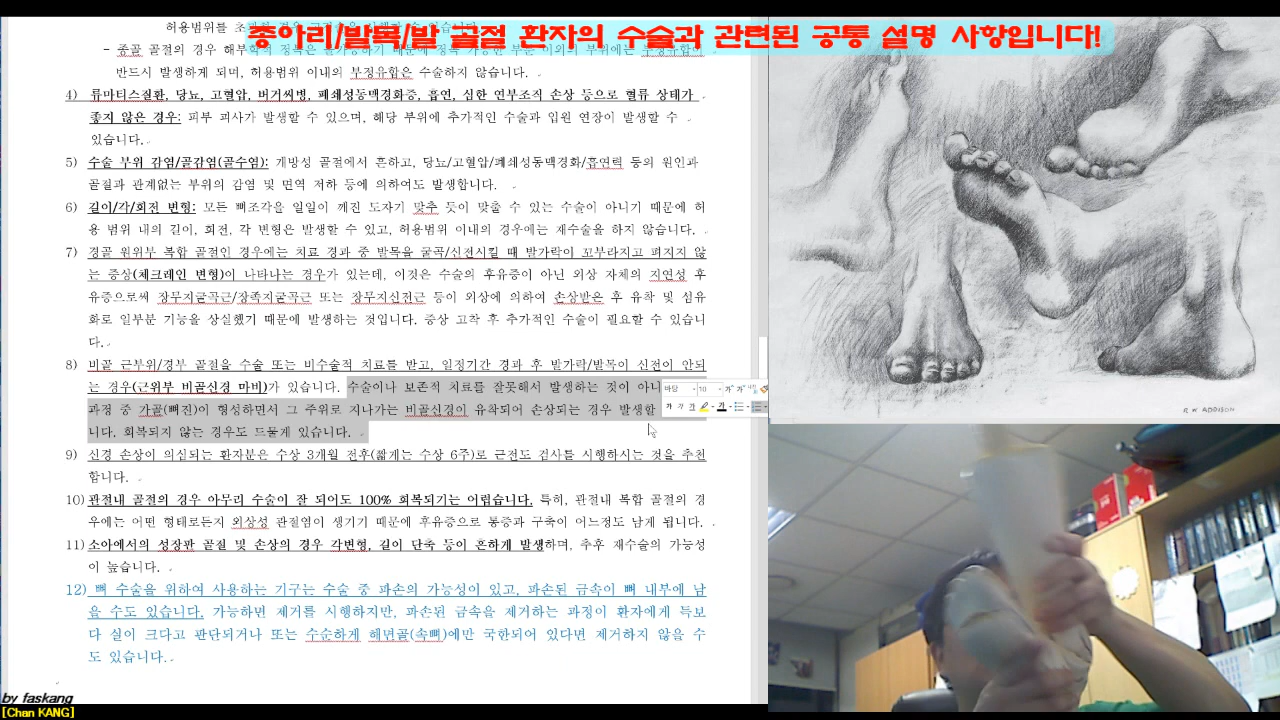 종아리/발목/발 골절 환자의 수술과 관련된 공통 설명 사항입니다!
허용범위를
- 종골 골절의 경우 해부
반드시 발생하게 되며, 허용범위 이내의 부정유합은 수술하지 않습니다.
4) 류마티스질환, 당뇨, 고혈압, 버거씨병, 폐쇄성동맥경화증, 흡연, 심한 연부조직 손상 등으로 혈류 상태가
좋지 않은 경우: 피부 괴사가 발생할 수 있으며, 해당 부위에 추가적인 수술과 입원 연장이 발생할 수
있습니다.
5) 수술 부위 감염/골감염(골수염): 개방성 골절에서 흔하고, 당뇨/고혈압/폐쇄성동맥경화/흡연력 등의 원인과
골절과 관계없는 부위의 감염 및 면역 저하 등에 의하여도 발생합니다.
6) 길이/각/회전 변형: 모든 뼈조각을 일일이 깨진 도자기 맞추 듯이 맞출 수 있는 수술이 아니기 때문에 허
용 범위 내의 길이, 회전, 각 변형은 발생할 수 있고, 허용범위 이내의 경우에는 재수술을 하지 않습니다.
7) 경골 원위부 복합 골절인 경우에는 치료 경과 중 발목을 굴곡/신전시킬 때 발가락이 꼬부라지고 펴지지 않
는 증상(체크레인 변형)이 나타나는 경우가 있는데, 이것은 수술의 후유증이 아닌 외상 자체의 지연성 후
유증으로써 장무지굴곡근/장족지굴곡근 또는 장무지신전근 등이 외상에 의하여 손상받은 후 유착 및 섬유
화로 일부분 기능을 상실했기 때문에 발생하는 것입니다. 증상 고착 후 추가적인 수술이 필요할 수 있습니
다.
8) 비골 근부위/경부 골절을 수술 또는 비수술적 치료를 받고, 일정기간 경과 후 발가락/발목이 신전이 안되
는 경우(근위부 비골신경 마비)가 있습니다. 수술이나 보존적 치료를 잘못해서 발생하는 것이 아니
과정 중 가골(뼈진)이 형성하면서 그 주위로 지나가는 비골신경이 되어 손상되는 경우 발생할
니다. 회복되지 않는 경우도 드물게 있습니다.
바탕 10 가 가
가 가 가 가
9) 신경 손상이 의심되는 환자분은 수상 3개월 전후(짧게는 수상 6주)로 근전도 검사를 시행하시는 것을 추천
합니다.
10) 관절내 골절의 경우 아무리 수술이 잘 되어도 100% 회복되기는 어렵습니다. 특히, 관절내 복합 골절의 경
우에는 어떤 형태로든지 외상성 관절염이 생기기 때문에 후유증으로 통증과 구축이 어느정도 남게 됩니다.
11) 소아에서의 성장판 골절 및 손상의 경우 각변형, 길이 단축 등이 흔하게 발생하며, 추후 재수술의 가능성
이 높습니다.
12) 뼈 수술을 위하여 사용하는 기구는 수술 중 파손의 가능성이 있고, 파손된 금속이 뼈 내부에 남
을 수도 있습니다. 가능하면 제거를 시행하지만, 파손된 금속을 제거하는 과정이 환자에게 득보
다 실이 크다고 판단되거나 또는 수순하게 해면골(속뼈)에만 국한되어 있다면 제거하지 않을 수
도 있습니다.
R W ADDISON
by faskang
[Chan KANG]